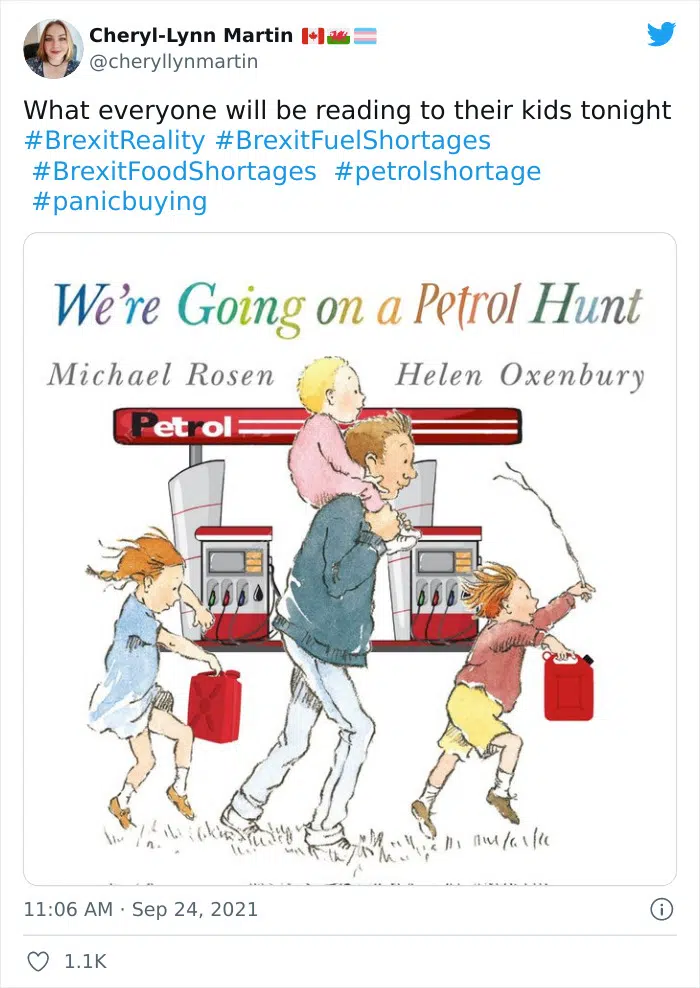 Cheryl-Lynn Martin 🇨🇦🏴󠁧󠁢󠁷󠁬󠁳󠁿🏳️‍⚧️
@cheryllynmartin
What everyone will be reading to their kids tonight
#BrexitReality #BrexitFuelShortages
#BrexitFoodShortages #petrolshortage
#panicbuying
We're Going on a Petrol Hunt
Michael Rosen Helen Oxenbury
Petrol
11:06 AM · Sep 24, 2021
1.1K